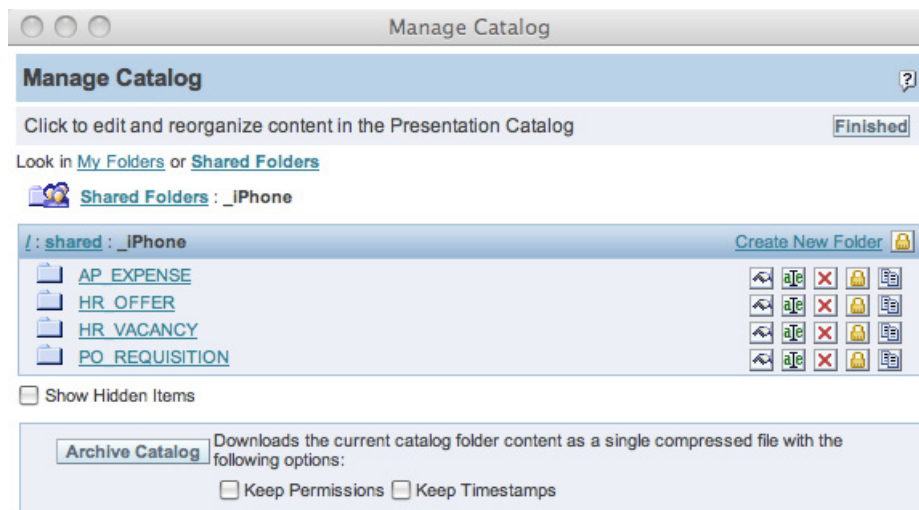 Manage Catalog
Manage Catalog
Click to edit and reorganize content in the Presentation Catalog
Finished
Look in My Folders or Shared Folders
Shared Folders : _iPhone
/ : shared : _iPhone
Create New Folder
AP_EXPENSE
HR_OFFER
HR_VACANCY
PO_REQUISITION
Show Hidden Items
Archive Catalog
Downloads the current catalog folder content as a single compressed file with the
following options:
Keep Permissions Keep Timestamps